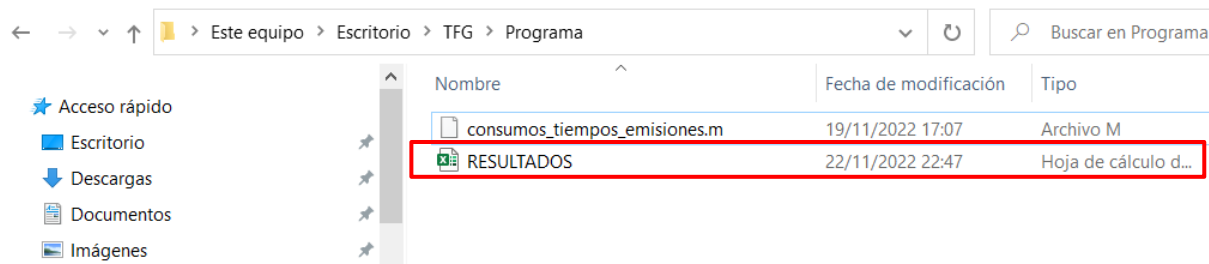 Este equipo > Escritorio > TFG > Programa Buscar en Programa
Nombre Fecha de modificación Tipo
Acceso rápido
consumos_tiempos_emisiones.m 19/11/2022 17:07 Archivo M
Escritorio
RESULTADOS 22/11/2022 22:47 Hoja de cálculo d...
Descargas
Documentos
Imágenes